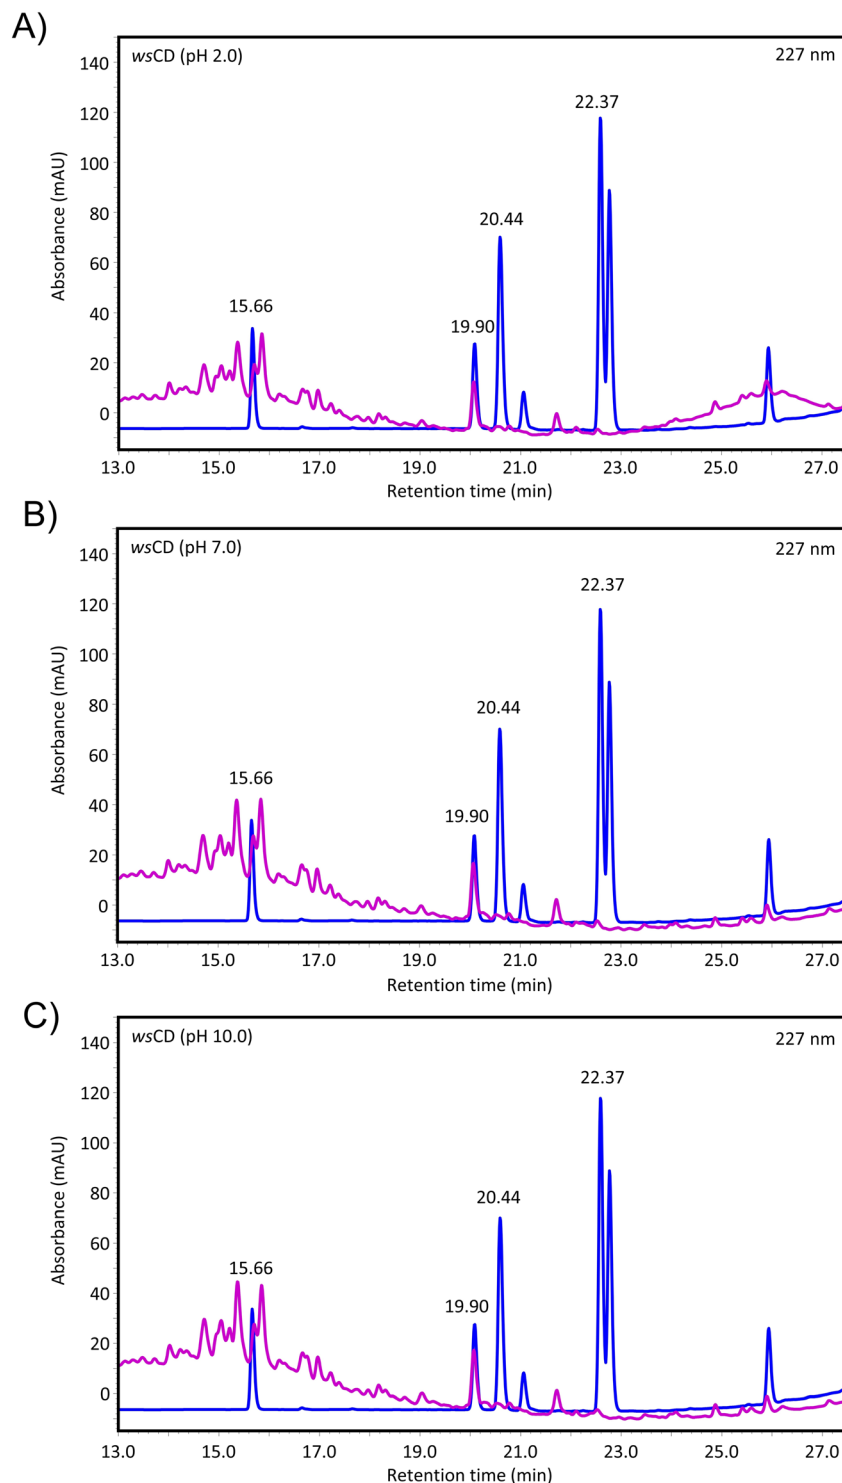 A)
wsCD (pH 2.0) 227 nm
140
120
100
80
60
40
20
0
Absorbance (mAU)
15.66
19.90
20.44
22.37
13.0 15.0 17.0 19.0 21.0 23.0 25.0 27.0
Retention time (min)
B)
wsCD (pH 7.0) 227 nm
140
120
100
80
60
40
20
0
Absorbance (mAU)
15.66
19.90
20.44
22.37
13.0 15.0 17.0 19.0 21.0 23.0 25.0 27.0
Retention time (min)
C)
wsCD (pH 10.0) 227 nm
140
120
100
80
60
40
20
0
Absorbance (mAU)
15.66
19.90
20.44
22.37
13.0 15.0 17.0 19.0 21.0 23.0 25.0 27.0
Retention time (min)